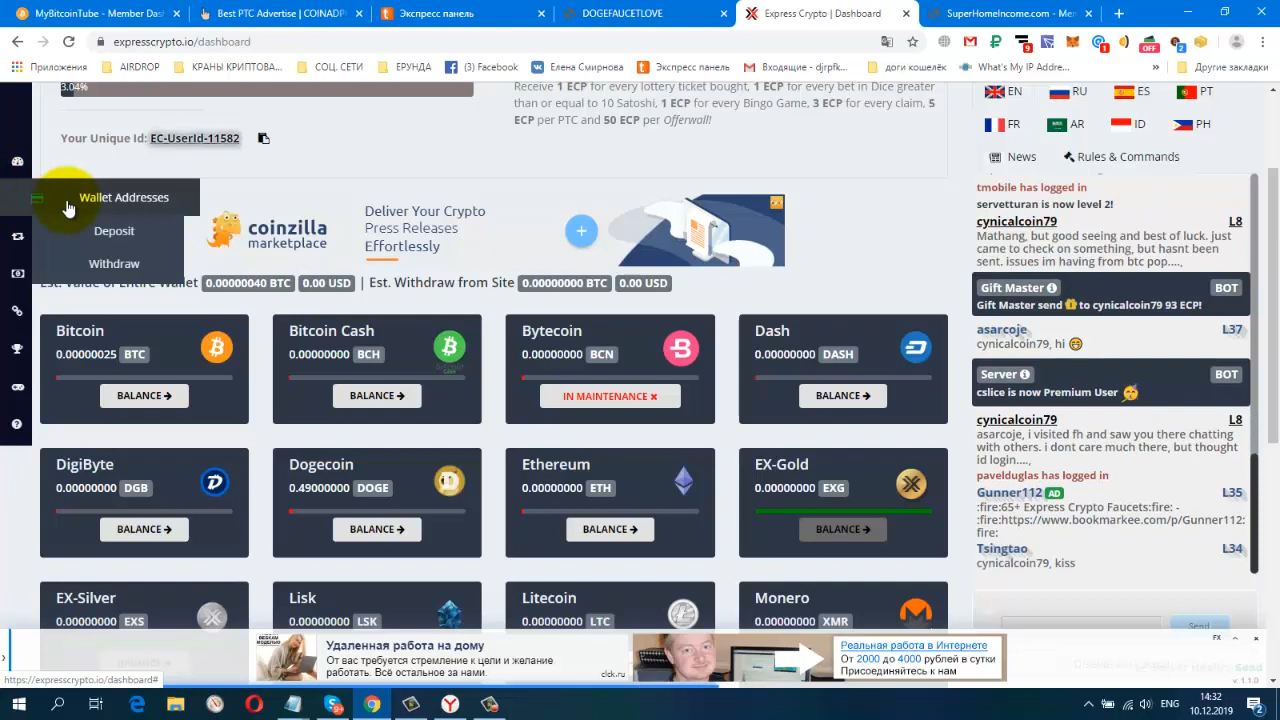 MyBitcoinTube - Member Das
Best PTC Advertise | COINADP
Экспресс панель
DOGEFAUCETLOVE
Express Crypto | Dashboard
SuperHomeIncome.com - Mem
expresscrypto.io/dashboard
Приложения
AIRDROP
КРАНЫ КРИПТОВА...
СОЦ. СЕТИ
ЕРУНДА
(3) Facebook
Елена Смирнова
Экспресс панель
Входящие - djrpfk...
доги кошелёк
What's My IP Addre...
»
Другие закладки
3.04%
Receive 1 ECP for every lottery ticket bought, 1 ECP for every bet in Dice greater
than or equal to 10 Satoshi, 1 ECP for every Bingo Game, 3 ECP for every claim, 5
ECP per PTC and 50 ECP per Offerwall!
Your Unique Id: EC-UserId-11582
Wallet Addresses
Deposit
Withdraw
coinzilla
marketplace
Deliver Your Crypto
Press Releases
Effortlessly
Est. Value of Entire Wallet 0.00000040 BTC 0.00 USD | Est. Withdraw from Site 0.00000000 BTC 0.00 USD
Bitcoin
0.00000025 BTC
BALANCE
Bitcoin Cash
0.00000000 BCH
BALANCE
Bytecoin
0.00000000 BCN
IN MAINTENANCE
Dash
0.00000000 DASH
BALANCE
DigiByte
0.00000000 DGB
BALANCE
Dogecoin
0.49000000 DOGE
BALANCE
Ethereum
0.00000000 ETH
BALANCE
EX-Gold
0.00000000 EXG
BALANCE
EX-Silver
0.00000000 EXS
Lisk
0.00000000 LSK
Litecoin
0.00000000 LTC
Monero
0.00000000 XMR
EN
RU
ES
PT
FR
AR
ID
PH
News
Rules & Commands
tmobile has logged in
servetturan is now level 2!
cynicalcoin79 L8
Mathang, but good seeing and best of luck. just
came to check on something, but hasnt been
sent. issues im having from btc pop....,
Gift Master BOT
Gift Master send to cynicalcoin79 93 ECP!
asarcoje L37
cynicalcoin79, hi
Server BOT
cslice is now Premium User
cynicalcoin79 L8
asarcoje, i visited fh and saw you there chatting
with others. i dont care much there, but thought
id login....,
pavelduglas has logged in
Gunner112 AD L35
:fire:65+ Express Crypto Faucets:fire: -
:fire:https://www.bookmarkee.com/p/Gunner112:
fire:
Tsingtao L34
cynicalcoin79, kiss
Send
Удаленная работа на дому
От вас требуется стремление к цели и желание
работать. Всё остальное за нами.
clck.ru
Реальная работа в Интернете
От 2000 до 4000 рублей в сутки
Присоединяйтесь к нам
v. 1.1.0
https://expresscrypto.io/dashboard#
ENG
14:32
10.12.2019